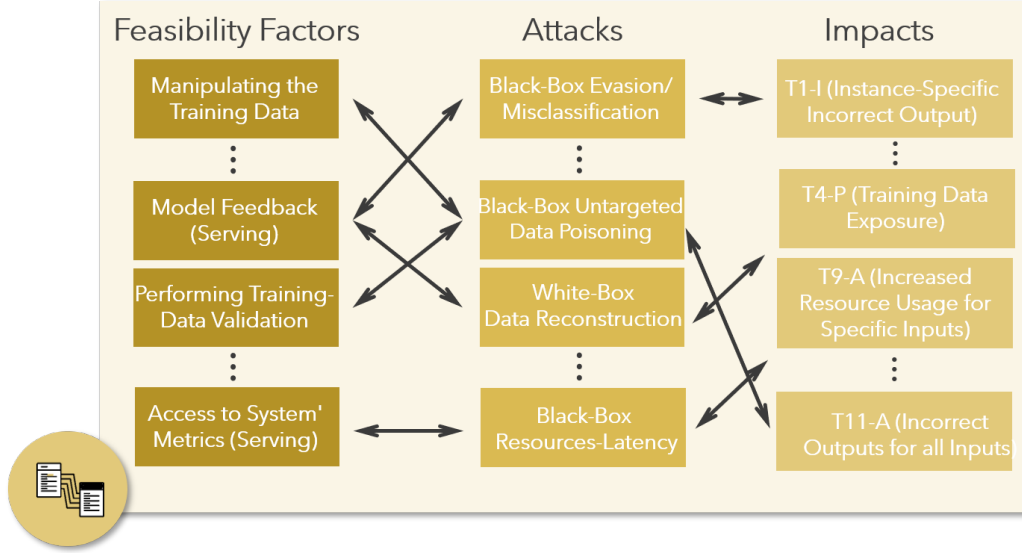 Feasibility Factors
Manipulating the
Training Data
Model Feedback
(Serving)
Performing Training-
Data Validation
Access to System'
Metrics (Serving)
Attacks
Black-Box Evasion/
Misclassification
Black-Box Untargeted
Data Poisoning
White-Box
Data Reconstruction
Black-Box
Resources-Latency
Impacts
T1-I (Instance-Specific
Incorrect Output)
T4-P (Training Data
Exposure)
T9-A (Increased
Resource Usage for
Specific Inputs)
T11-A (Incorrect
Outputs for all Inputs)